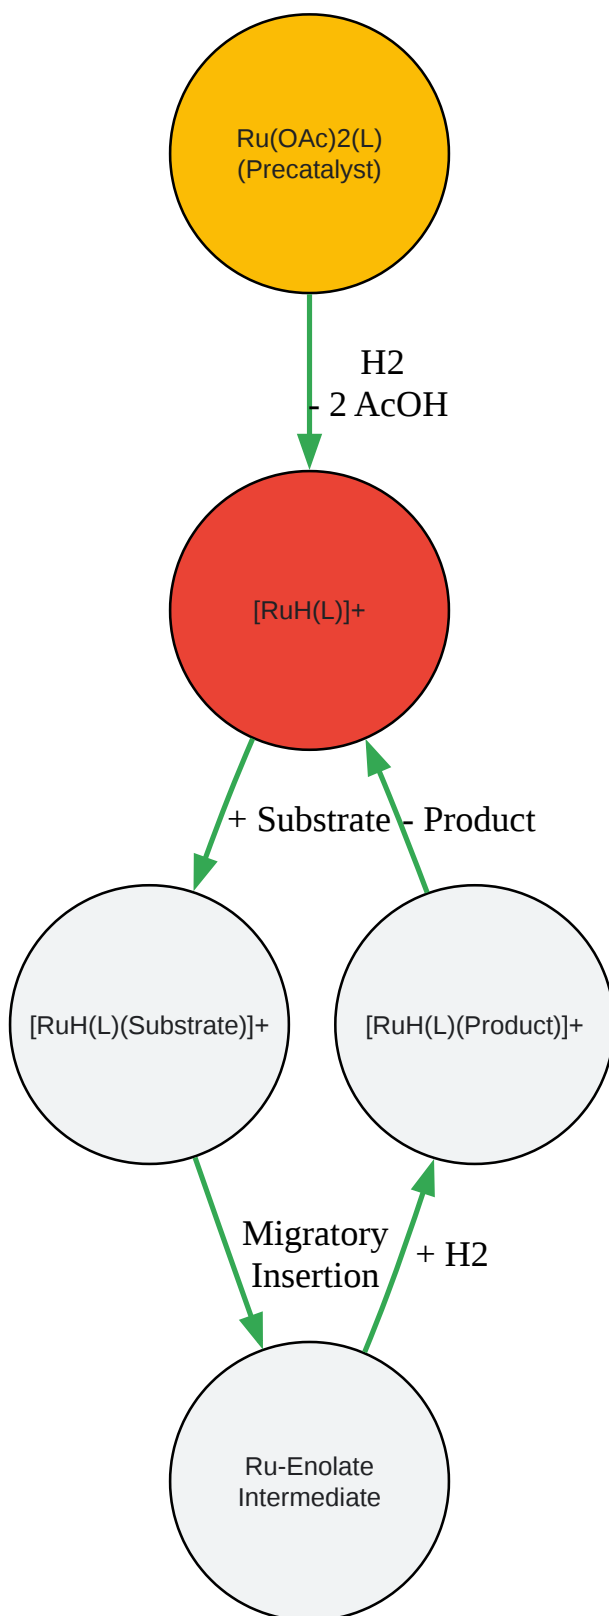 Ru(OAc)2(L)
(Precatalyst)
H2
- 2 AcOH
[RuH(L)]+
+ Substrate
- Product
[RuH(L)(Substrate)]+
[RuH(L)(Product)]+
Migratory
Insertion
+ H2
Ru-Enolate
Intermediate